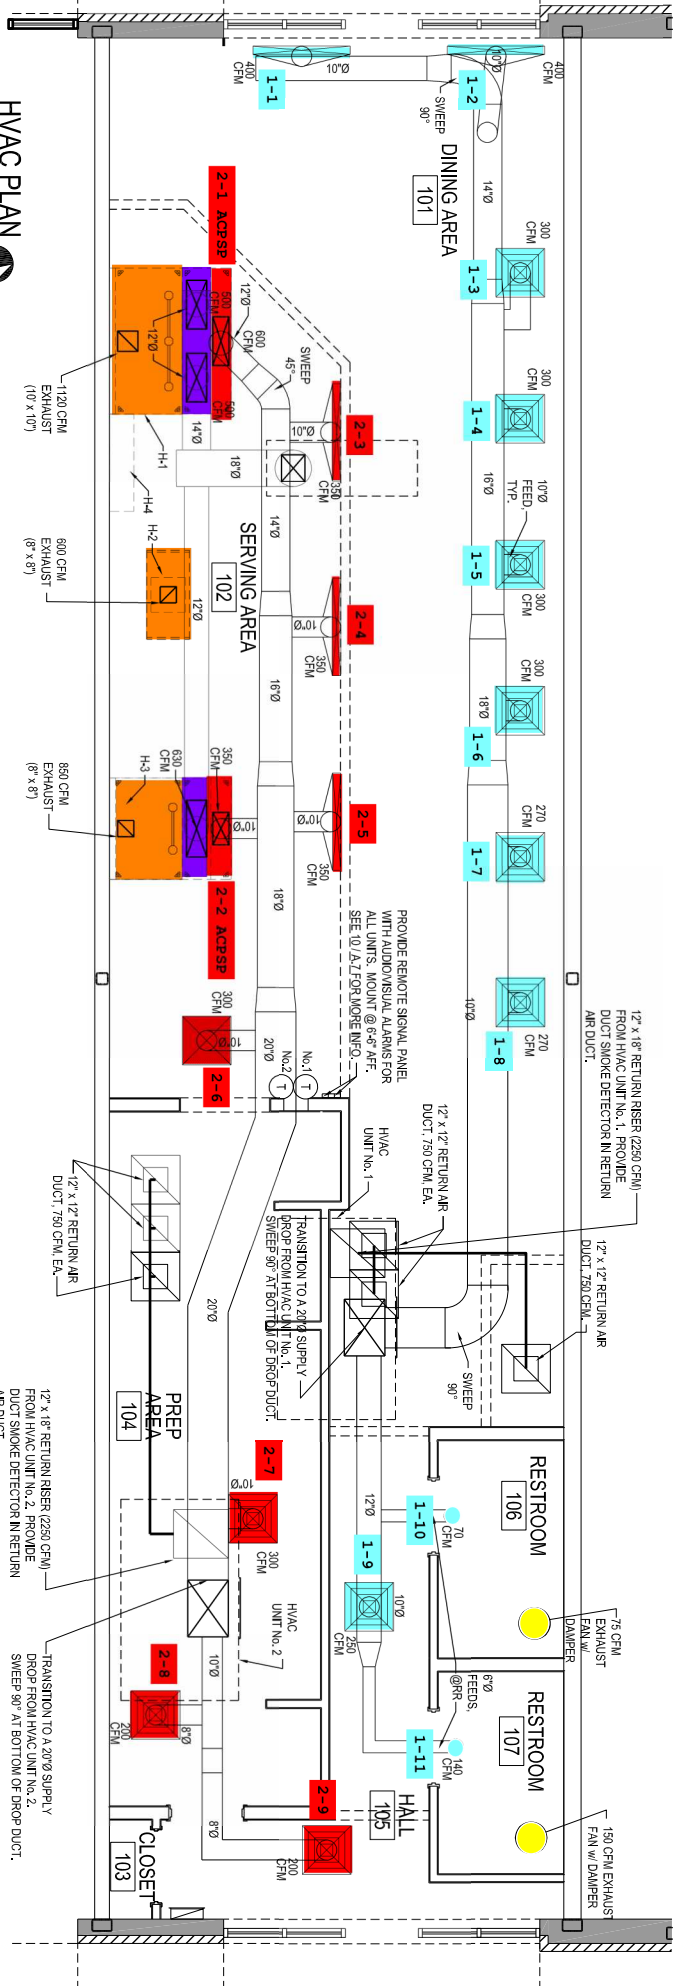 HVAC PLAN
400
CFM
1-1
10"Ø
10"Ø
1-2
400
CFM
SWEEP
90°
DINING AREA
101
14"Ø
300
CFM
1-3
300
CFM
1-4
16"Ø
10"Ø
FEED,
TYP.
1-5
300
CFM
300
CFM
18"Ø
1-6
270
CFM
1-7
270
CFM
1-8
10"Ø
12" x 18" RETURN RISER (2250 CFM)
FROM HVAC UNIT No. 1. PROVIDE
DUCT SMOKE DETECTOR IN RETURN
AIR DUCT.
12" x 12" RETURN AIR
DUCT, 750 CFM.
12" x 12" RETURN AIR
DUCT, 750 CFM, EA.
HVAC
UNIT No. 1
TRANSITION TO A 20"Ø SUPPLY
DROP FROM HVAC UNIT No. 1.
SWEEP 90° AT BOTTOM OF DROP DUCT.
SWEEP
90°
RESTROOM
106
75 CFM
EXHAUST
FAN w/
DAMPER
RESTROOM
107
150 CFM EXHAUST
FAN w/ DAMPER
1-10
70
CFM
12"Ø
1-9
10"Ø
250
CFM
6"Ø
FEEDS,
@RR
1-11
140
CFM
HALL
105
2-1 ACPSP
500
CFM
500
CFM
12"Ø
12"Ø
600
CFM
SWEEP
45°
1120 CFM
EXHAUST
(10' x 10")
H-1
H-4
14"Ø
18"Ø
10"Ø
2-3
350
CFM
14"Ø
SERVING AREA
102
H-2
600 CFM
EXHAUST
(8" x 8")
12"Ø
2-4
10"Ø
350
CFM
16"Ø
850 CFM
EXHAUST
(8" x 8")
H-3
630
CFM
350
CFM
10"Ø
10"Ø
2-5
350
CFM
2-2 ACPSP
18"Ø
PROVIDE REMOTE SIGNAL PANEL
WITH AUDIO/VISUAL ALARMS FOR
ALL UNITS. MOUNT @ 6'-6" AFF.
SEE 10 / A.7 FOR MORE INFO.
300
CFM
10"Ø
2-6
20"Ø
No.2
No.1
T
T
12" x 12" RETURN AIR
DUCT, 750 CFM, EA.
20"Ø
PREP
AREA
104
12" x 18" RETURN RISER (2250 CFM)
FROM HVAC UNIT No. 2. PROVIDE
DUCT SMOKE DETECTOR IN RETURN
AIR DUCT.
2-7
10"Ø
300
CFM
HVAC
UNIT No. 2
TRANSITION TO A 20"Ø SUPPLY
DROP FROM HVAC UNIT No. 2.
SWEEP 90° AT BOTTOM OF DROP DUCT.
10"Ø
2-8
8"Ø
200
CFM
8"Ø
2-9
200
CFM
CLOSET
103